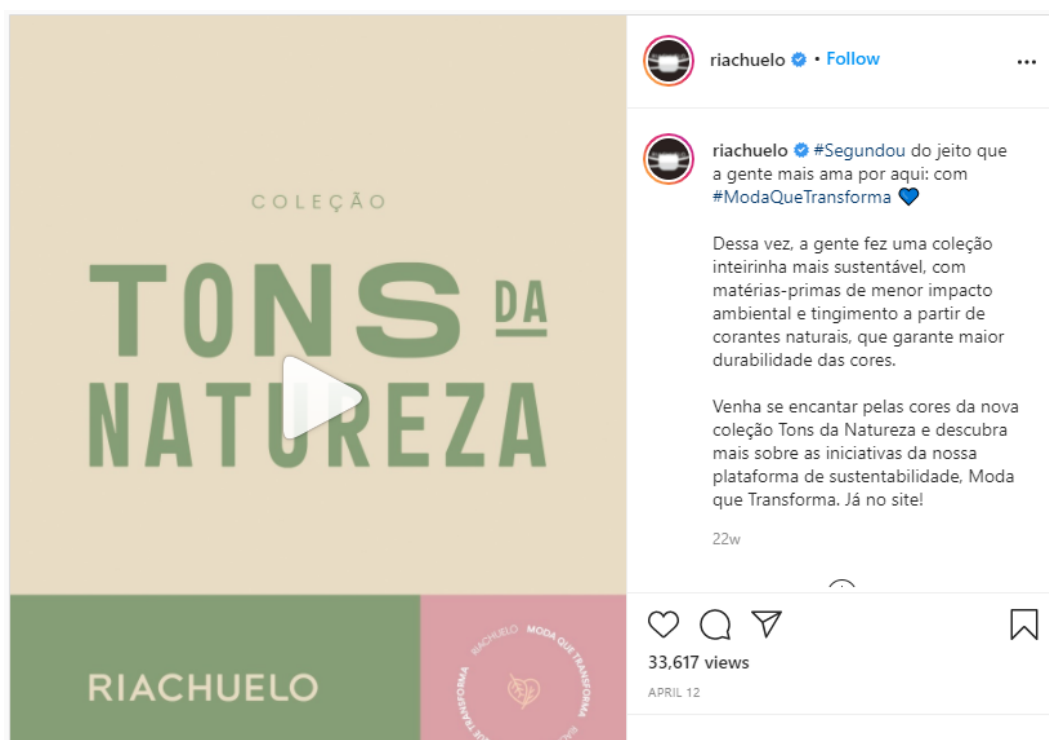 COLEÇÃO
TONS DA
NATUREZA
RIACHUELO
RIACHUELO MODA QUE TRANSFORMA RIACHUELO MODA QUE TRANSFORMA
riachuelo • Follow
riachuelo #Segundou do jeito que
a gente mais ama por aqui: com
#ModaQueTransforma 💙
Dessa vez, a gente fez uma coleção
inteirinha mais sustentável, com
matérias-primas de menor impacto
ambiental e tingimento a partir de
corantes naturais, que garante maior
durabilidade das cores.
Venha se encantar pelas cores da nova
coleção Tons da Natureza e descubra
mais sobre as iniciativas da nossa
plataforma de sustentabilidade, Moda
que Transforma. Já no site!
22w
33,617 views
APRIL 12